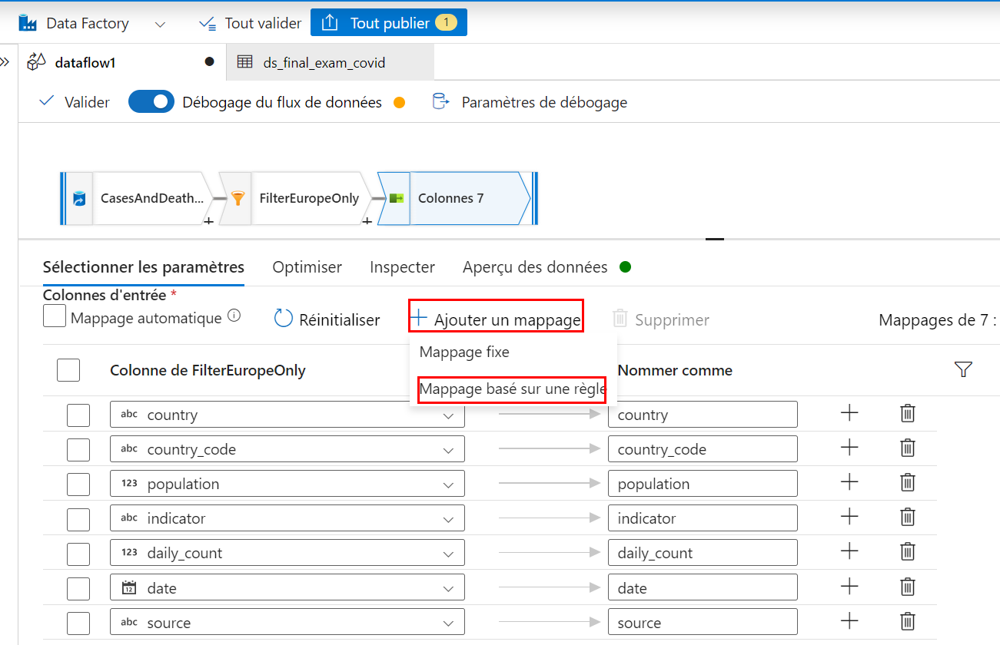 Data Factory
Tout valider
Tout publier 1
dataflow1
ds_final_exam_covid
Valider
Débogage du flux de données
Paramètres de débogage
CasesAndDeath...
FilterEuropeOnly
Colonnes 7
+
+
Sélectionner les paramètres
Optimiser
Inspecter
Aperçu des données
Colonnes d'entrée *
Mappage automatique
Réinitialiser
Ajouter un mappage
Supprimer
Mappages de 7 :
Mappage fixe
Mappage basé sur une règle
Colonne de FilterEuropeOnly
Nommer comme
abc country country
abc country_code country_code
123 population population
abc indicator indicator
123 daily_count daily_count
12 date date
abc source source